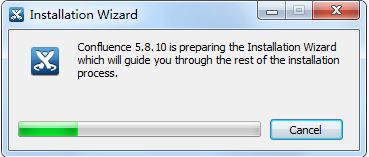 Installation Wizard
Confluence 5.8.10 is preparing the Installation Wizard
which will guide you through the rest of the installation
process.
Cancel